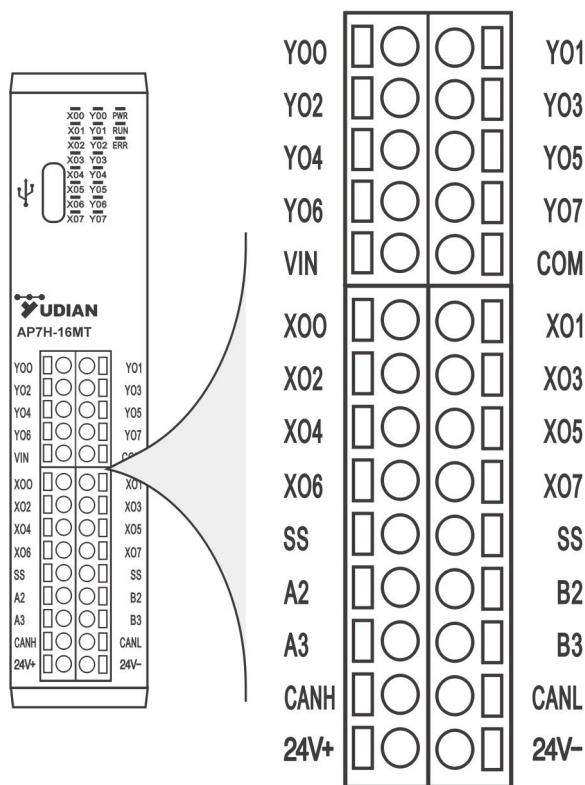 X00 Y00 PWR
X01 Y01 RUN
X02 Y02 ERR
X03 Y03
X04 Y04
X05 Y05
X06 Y06
X07 Y07
YUDIAN
AP7H-16MT
Y00 Y01
Y02 Y03
Y04 Y05
Y06 Y07
VIN
X00 X01
X02 X03
X04 X05
X06 X07
SS SS
A2 B2
A3 B3
CANH CANL
24V+ 24V−
Y00 Y01
Y02 Y03
Y04 Y05
Y06 Y07
VIN COM
X00 X01
X02 X03
X04 X05
X06 X07
SS SS
A2 B2
A3 B3
CANH CANL
24V+ 24V−